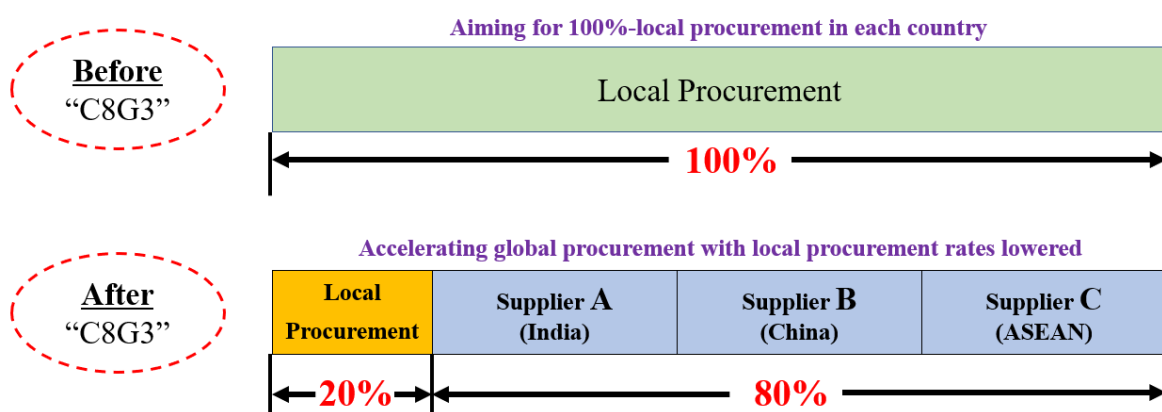 Aiming for 100%-local procurement in each country
Before
“C8G3”
Local Procurement
100%
Accelerating global procurement with local procurement rates lowered
After
“C8G3”
Local
Procurement
Supplier A
(India)
Supplier B
(China)
Supplier C
(ASEAN)
20%
80%